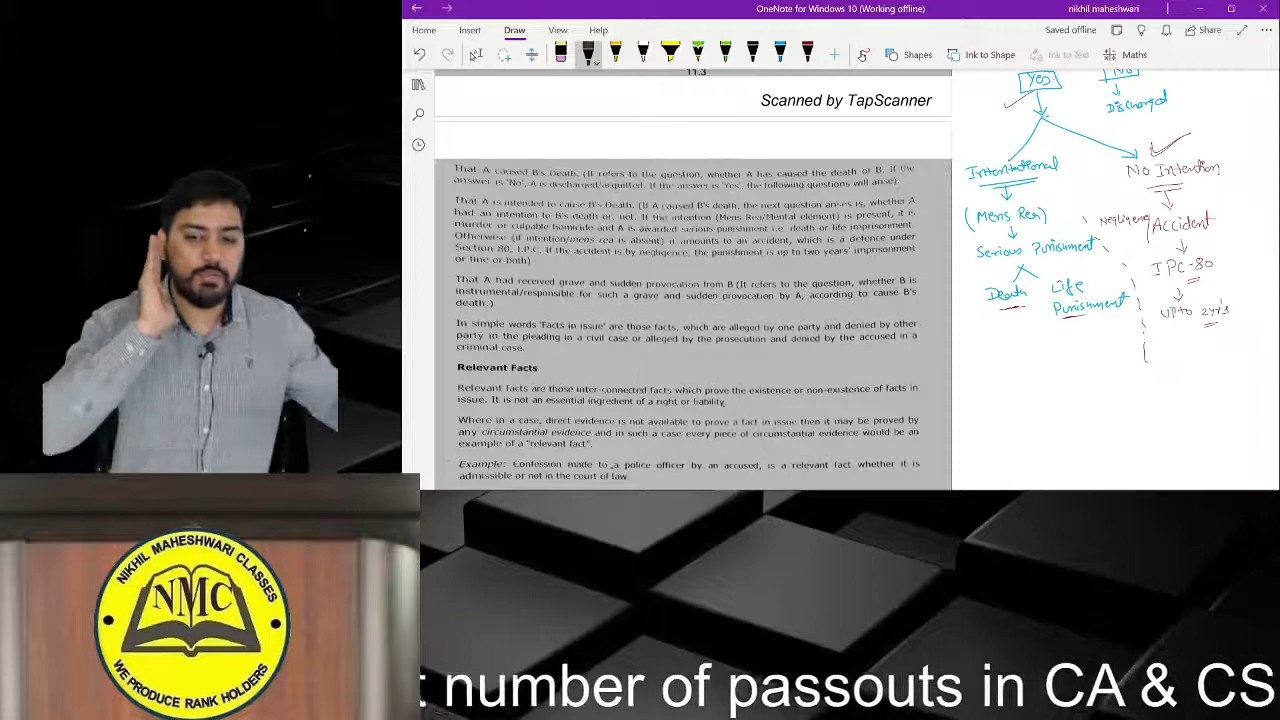 OneNote for Windows 10 (Working offline)
nikhil maheshwari
Home Insert Draw View Help
Saved offline
Share
Shapes
Ink to Shape
Ink to Text
Maths
11.3
Scanned by TapScanner
That A caused B's Death. (It refers to the question, whether A has caused the death of B. If the
answer is 'No', A is discharged/acquitted. If the answer is 'Yes', the following questions will arise).
That A is intended to cause B's Death. (If A caused B's death, the next question arises is, whether A
had an intention to B's death or, not. If the intention (Mens Rea/Mental element) is present, it is
murder or culpable homicide and A is awarded serious punishment i.e. death or life imprisonment.
Otherwise (if intention/mens rea is absent) it amounts to an accident, which is a defence under
Section 80, I.P.C. If the accident is by negligence, the punishment is up to two years' imprisonment
or fine or both).
That A had received grave and sudden provocation from B (It refers to the question, whether B is
instrumental/responsible for such a grave and sudden provocation by A, according to cause B's
death.).
In simple words 'Facts in issue' are those facts, which are alleged by one party and denied by other
party in the pleading in a civil case or alleged by the prosecution and denied by the accused in a
criminal case.
Relevant Facts
Relevant facts are those inter-connected facts which prove the existence or non-existence of facts in
issue. It is not an essential ingredient of a right or liability.
Where in a case, direct evidence is not available to prove a fact in issue then it may be proved by
any circumstantial evidence and in such a case every piece of circumstantial evidence would be an
example of a "relevant fact".
Example: Confession made to a police officer by an accused, is a relevant fact whether it is
admissible or not in the court of law.
Yes
No
Discharged
Intentional
(Mens Rea)
Serious Punishment
Death
Life
Punishment
No Intention
Negligence
Accident
IPC-80
up to 2yrs
NIKHIL MAHESHWARI CLASSES
NMC
WE PRODUCE RANK HOLDERS
t number of passouts in CA & CS